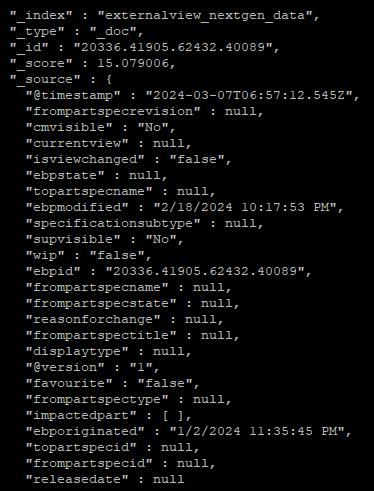 "_index" : "externalview_nextgen_data",
"_type" : "_doc",
"_id" : "20336.41905.62432.40089",
"_score" : 15.079006,
"_source" : {
"@timestamp" : "2024-03-07T06:57:12.545Z",
"frompartspecrevision" : null,
"cmvisible" : "No",
"currentview" : null,
"isviewchanged" : "false",
"ebpstate" : null,
"topartspecname" : null,
"ebpmodified" : "2/18/2024 10:17:53 PM",
"specificationsubtype" : null,
"supvisible" : "No",
"wip" : "false",
"ebpid" : "20336.41905.62432.40089",
"frompartspecname" : null,
"frompartspecstate" : null,
"reasonforchange" : null,
"frompartspectitle" : null,
"displaytype" : null,
"@version" : "1",
"favourite" : "false",
"frompartspectype" : null,
"impactedpart" : [ ],
"ebporiginated" : "1/2/2024 11:35:45 PM",
"topartspecid" : null,
"frompartspecid" : null,
"releasedate" : null